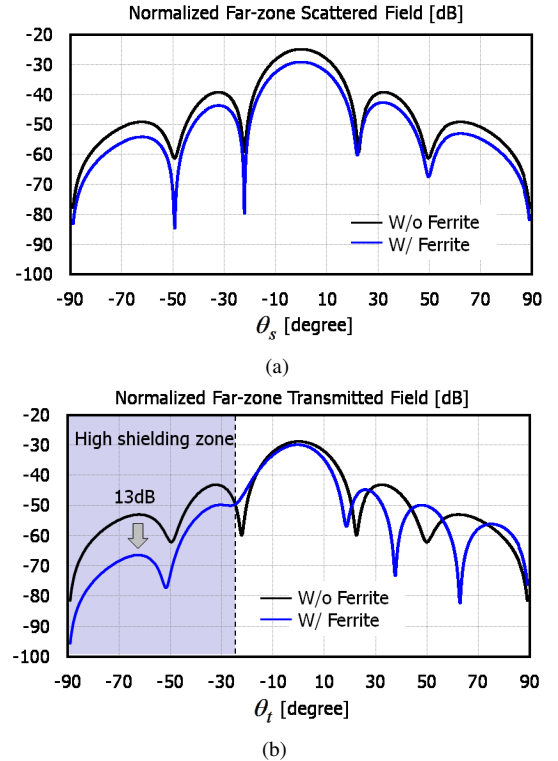 Normalized Far-zone Scattered Field [dB]
-20
-30
-40
-50
-60
-70
-80
-90
-100
W/o Ferrite
W/ Ferrite
-90 -70 -50 -30 -10 10 30 50 70 90
θs [degree]
(a)
Normalized Far-zone Transmitted Field [dB]
-20
-30
-40
-50
-60
-70
-80
-90
-100
High shielding zone
13dB
W/o Ferrite
W/ Ferrite
-90 -70 -50 -30 -10 10 30 50 70 90
θt [degree]
(b)